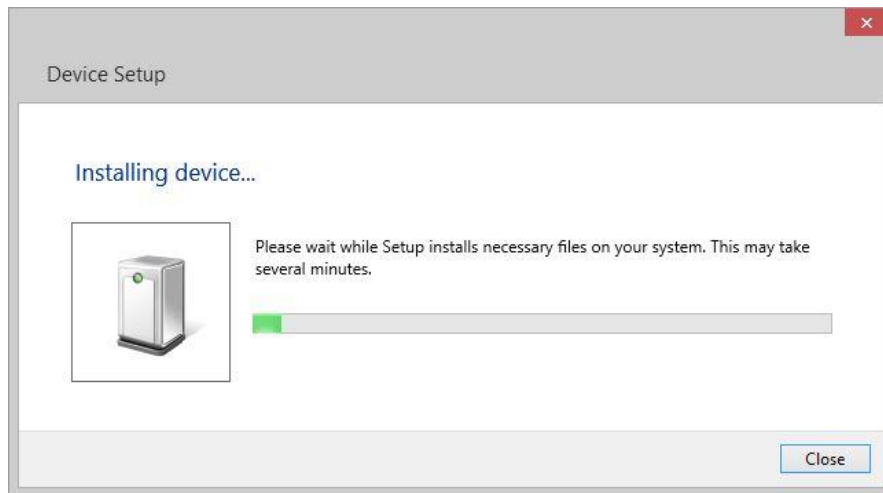 Device Setup
Installing device...
Please wait while Setup installs necessary files on your system. This may take
several minutes.
Close